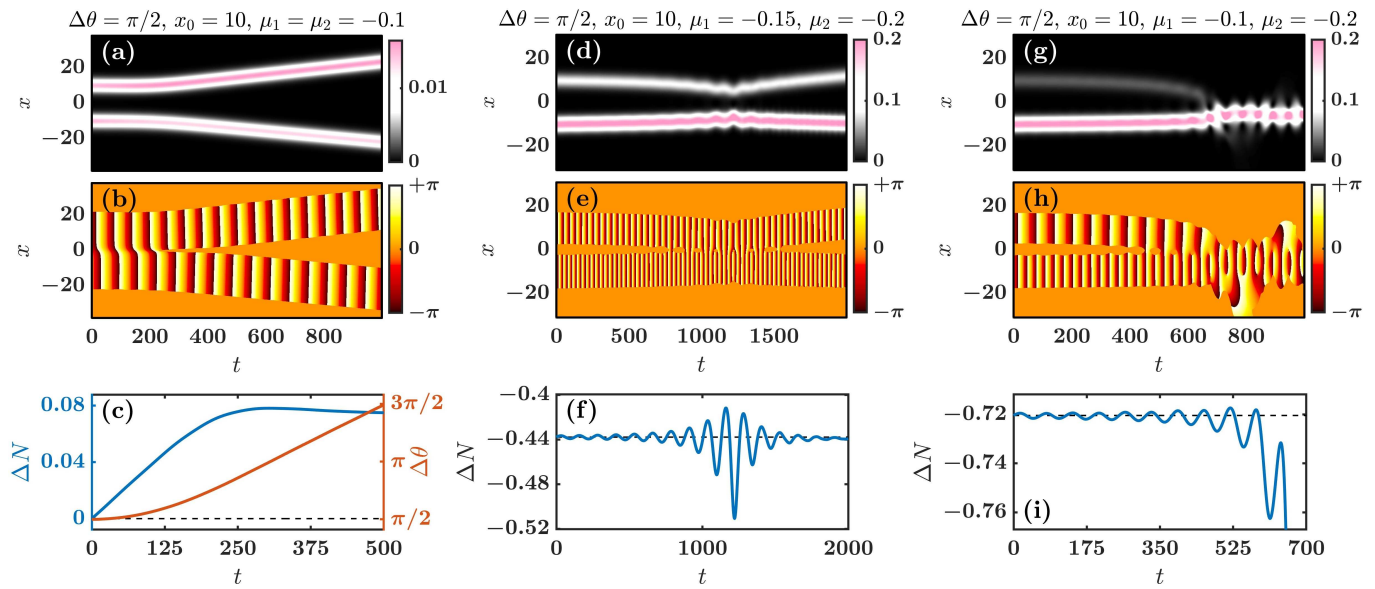 Δθ = π/2, x₀ = 10, μ₁ = μ₂ = −0.1
(a)
20
0
−20
x
0.01
0
(b)
20
0
−20
x
+π
0
−π
0 200 400 600 800
t
(c)
0.08
0.04
0
ΔN
3π/2
π
π/2
Δθ
0 125 250 375 500
t
Δθ = π/2, x₀ = 10, μ₁ = −0.15, μ₂ = −0.2
(d)
20
0
−20
x
0.2
0.1
0
(e)
20
0
−20
x
+π
0
−π
0 500 1000 1500
t
(f)
−0.4
−0.44
−0.48
−0.52
ΔN
0 1000 2000
t
Δθ = π/2, x₀ = 10, μ₁ = −0.1, μ₂ = −0.2
(g)
20
0
−20
x
0.2
0.1
0
(h)
20
0
−20
x
+π
0
−π
0 200 400 600 800
t
−0.72
−0.74
−0.76
ΔN
(i)
0 175 350 525 700
t